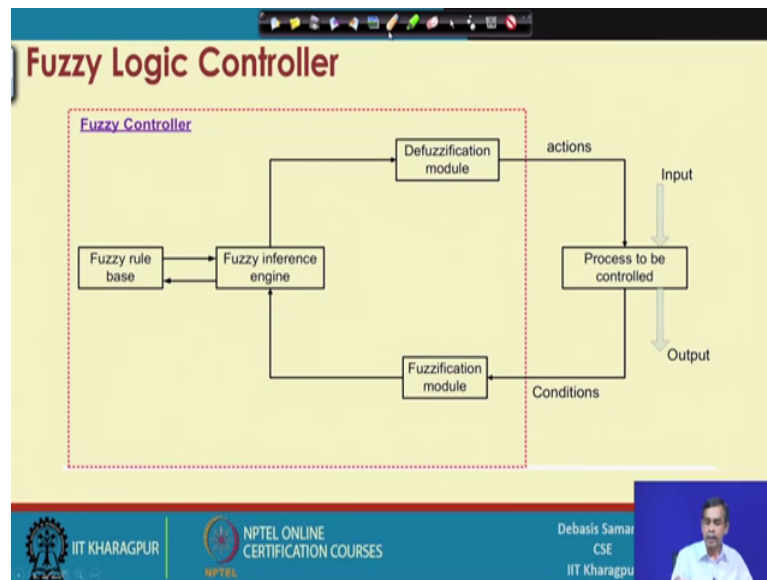 Fuzzy Logic Controller
Fuzzy Controller
Defuzzification
module
actions
Input
Fuzzy rule
base
Fuzzy inference
engine
Process to be
controlled
Output
Fuzzification
module
Conditions
IIT KHARAGPUR
NPTEL
NPTEL ONLINE
CERTIFICATION COURSES
Debasis Samar
CSE
IIT Kharagpu